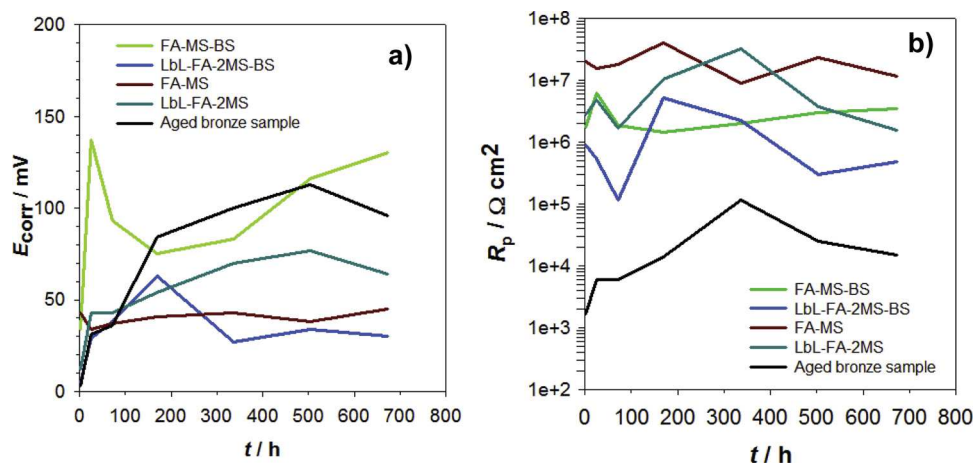 a)
200
150
100
50
0
E_corr / mV
FA-MS-BS
LbL-FA-2MS-BS
FA-MS
LbL-FA-2MS
Aged bronze sample
0 100 200 300 400 500 600 700 800
t / h
b)
1e+8
1e+7
1e+6
1e+5
1e+4
1e+3
1e+2
R_p / Ω cm2
FA-MS-BS
LbL-FA-2MS-BS
FA-MS
LbL-FA-2MS
Aged bronze sample
0 100 200 300 400 500 600 700 800
t / h